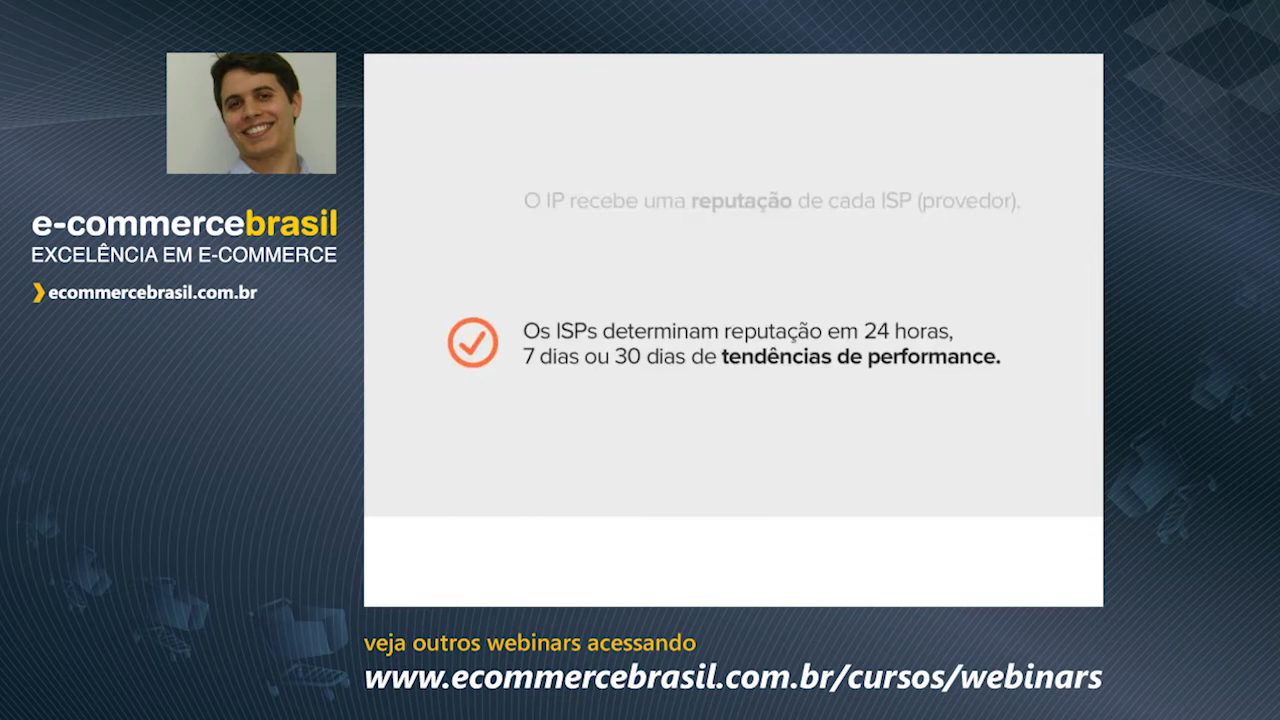 e-commercebrasil
EXCELÊNCIA EM E-COMMERCE
ecommercebrasil.com.br
O IP recebe uma reputação de cada ISP (provedor).
Os ISPs determinam reputação em 24 horas,
7 dias ou 30 dias de tendências de performance.
veja outros webinars acessando
www.ecommercebrasil.com.br/cursos/webinars